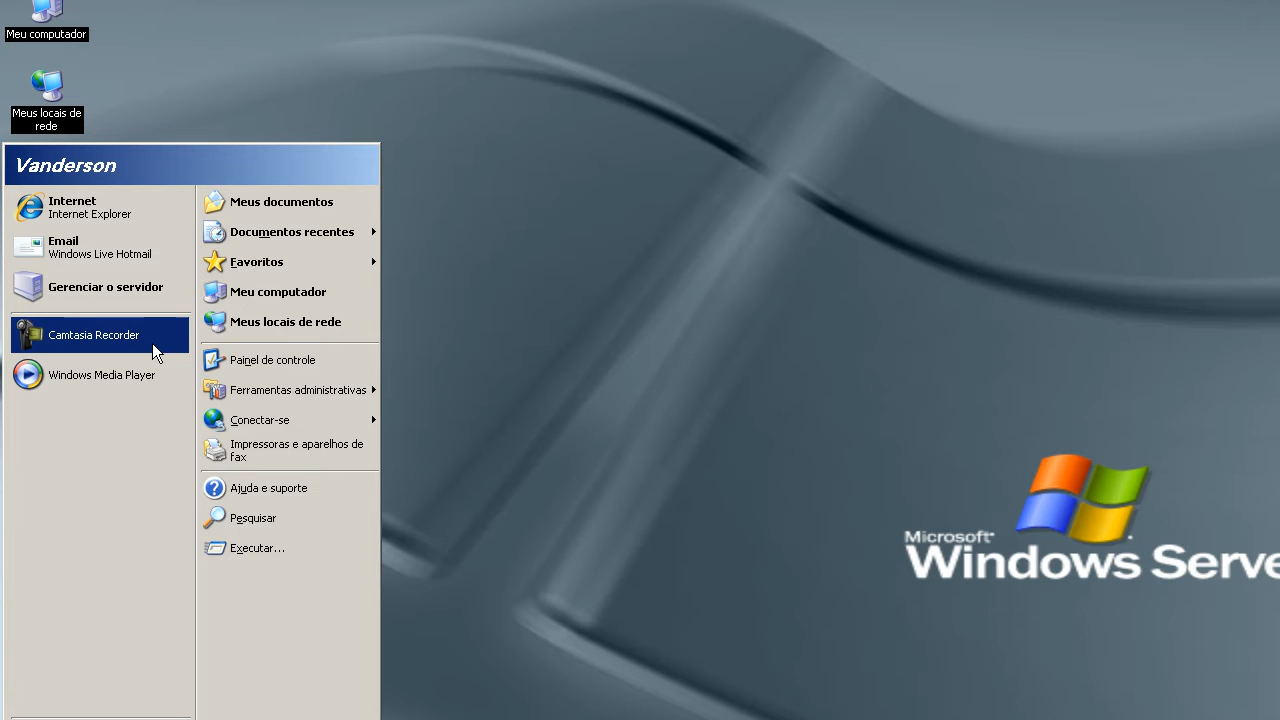 Meu computador
Meus locais de
rede
Vanderson
Internet
Internet Explorer
Email
Windows Live Hotmail
Gerenciar o servidor
Camtasia Recorder
Windows Media Player
Meus documentos
Documentos recentes
Favoritos
Meu computador
Meus locais de rede
Painel de controle
Ferramentas administrativas
Conectar-se
Impressoras e aparelhos de
fax
Ajuda e suporte
Pesquisar
Executar...
Microsoft
Windows Serve